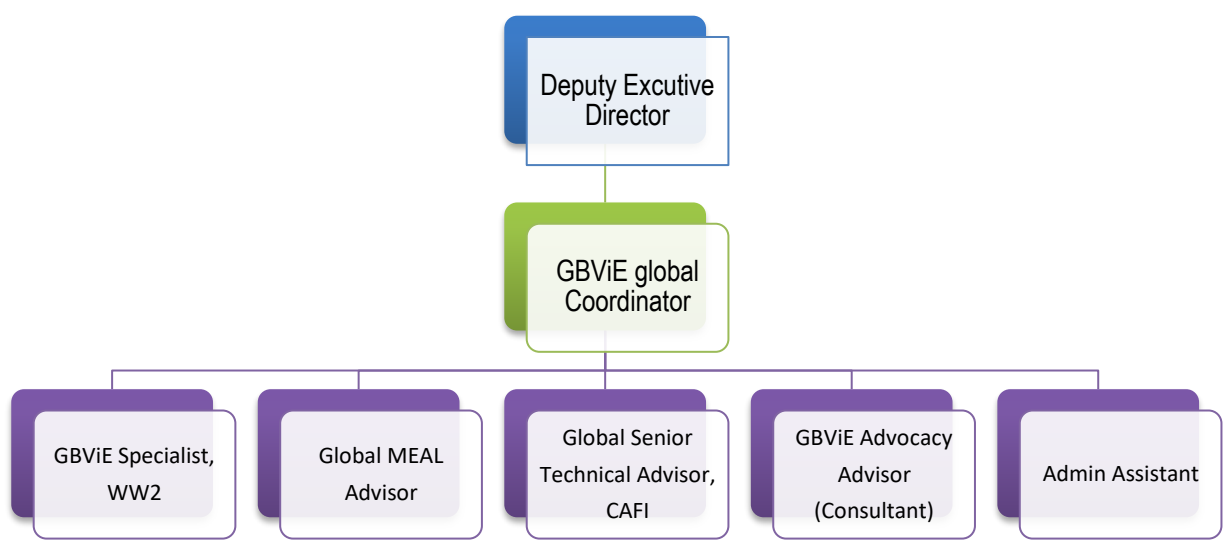 Deputy Excutive
Director
GBViE global
Coordinator
GBViE Specialist,
WW2
Global MEAL
Advisor
Global Senior
Technical Advisor,
CAFI
GBViE Advocacy
Advisor
(Consultant)
Admin Assistant